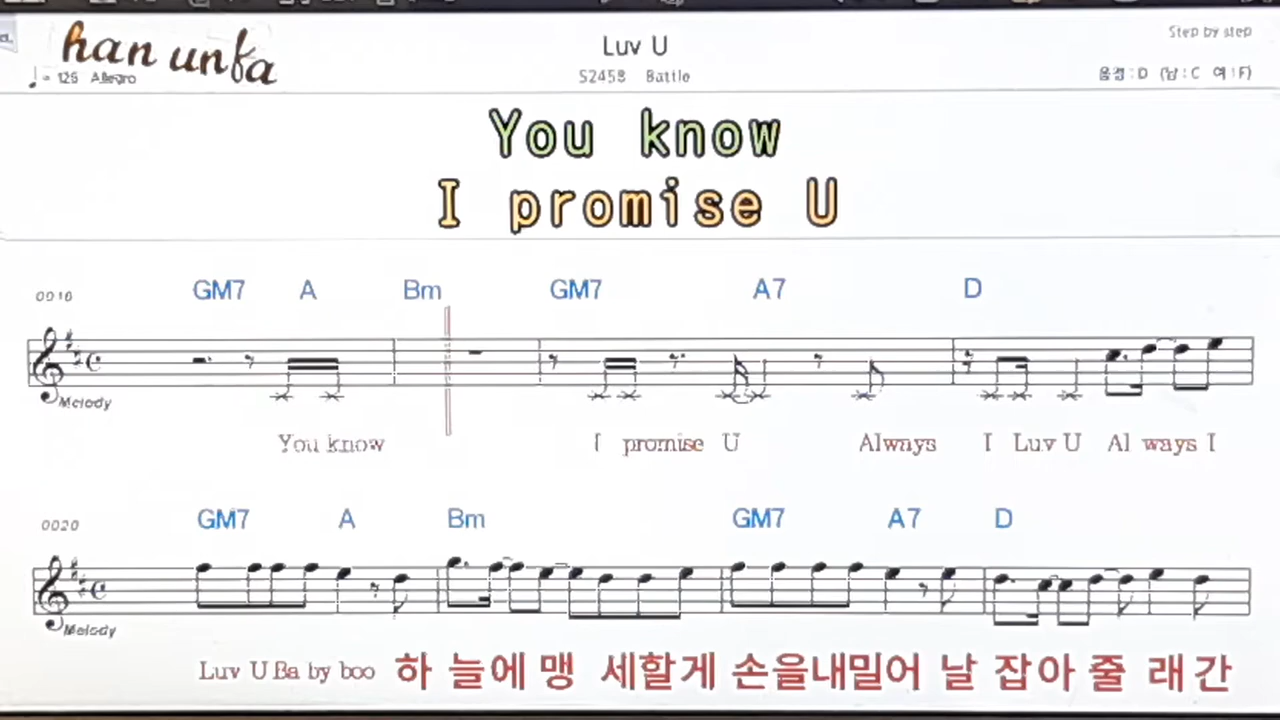 han unfa
Luv U
Step by step
♩= 126 Allegro
S2458 Battle
음정 : D (남 : C 여 : F)
You know
I promise U
0016
GM7 A Bm GM7 A7 D
Melody
You know I promise U Always I Luv U Al ways I
0020
GM7 A Bm GM7 A7 D
Melody
Luv U Ba by boo 하 늘에 맹 세할게 손을내밀어 날 잡아 줄 래 간